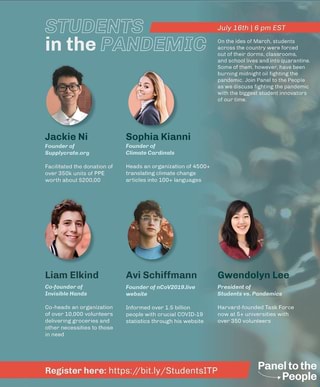 STUDENTS
in the PANDEMIC
July 16th | 6 pm EST
On the ides of March, students
across the country were forced
out of their dorms, classrooms,
and school lives and into quarantine.
Some of them, however, have been
burning midnight oil fighting the
pandemic. Join Panel to the People
as we discuss fighting the pandemic
with the biggest student innovators
of our time.
Jackie Ni
Founder of
Supplycrate.org
Facilitated the donation of
over 350k units of PPE
worth about $200.00
Sophia Kianni
Founder of
Climate Cardinals
Heads an organization of 4500+
translating climate change
articles into 100+ languages
Liam Elkind
Co-founder of
Invisible Hands
Co-heads an organization
of over 10,000 volunteers
delivering groceries and
other necessities to those
in need
Avi Schiffmann
Founder of nCoV2019.live
website
Informed over 1.5 billion
people with crucial COVID-19
statistics through his website
Gwendolyn Lee
President of
Students vs. Pandemics
Harvard-founded Task Force
now at 5+ universities with
over 350 volunteers
Register here: https://bit.ly/StudentsITP
Panel to the
People